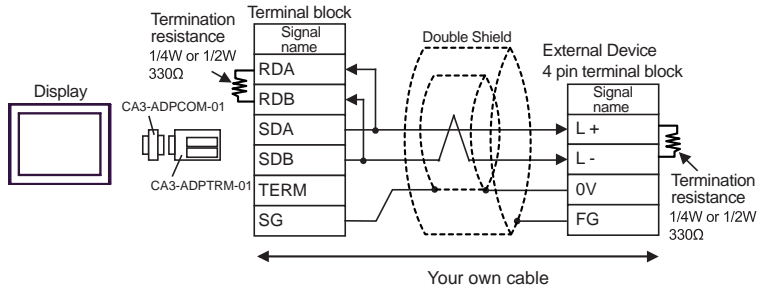 Termination
resistance
1/4W or 1/2W
330Ω
Terminal block
Signal
name
RDA
RDB
SDA
SDB
TERM
SG
Display
CA3-ADPCOM-01
CA3-ADPTRM-01
Double Shield
External Device
4 pin terminal block
Signal
name
L +
L -
0V
FG
Termination
resistance
1/4W or 1/2W
330Ω
Your own cable